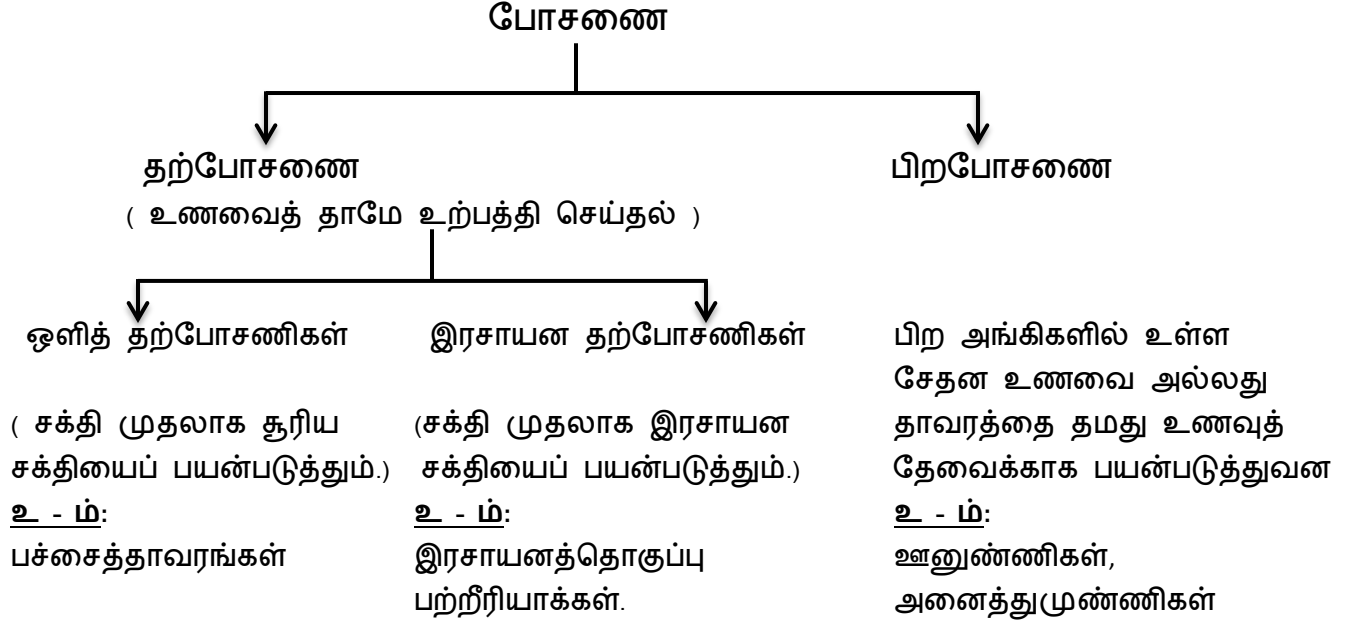 போசணை
தற்போசணை
( உணவைத் தாமே உற்பத்தி செய்தல் )
பிறபோசணை
ஒளித் தற்போசணிகள்
( சக்தி முதலாக சூரிய
சக்தியைப் பயன்படுத்தும்.)
உ - ம்:
பச்சைத்தாவரங்கள்
இரசாயன தற்போசணிகள்
(சக்தி முதலாக இரசாயன
சக்தியைப் பயன்படுத்தும்.)
உ - ம்:
இரசாயனத்தொகுப்பு
பற்றீரியாக்கள்.
பிற அங்கிகளில் உள்ள
சேதன உணவை அல்லது
தாவரத்தை தமது உணவுத்
தேவைக்காக பயன்படுத்துவன
உ - ம்:
ஊனுண்ணிகள்,
அனைத்துமுண்ணிகள்